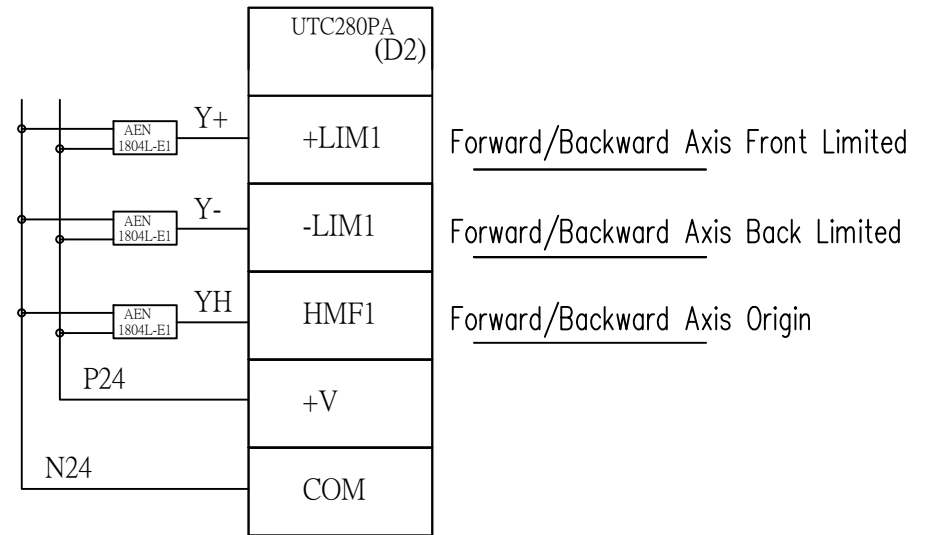 UTC280PA
(D2)
AEN
1804L-E1
Y+
+LIM1
Forward/Backward Axis Front Limited
AEN
1804L-E1
Y-
-LIM1
Forward/Backward Axis Back Limited
AEN
1804L-E1
YH
HMF1
Forward/Backward Axis Origin
P24
+V
N24
COM